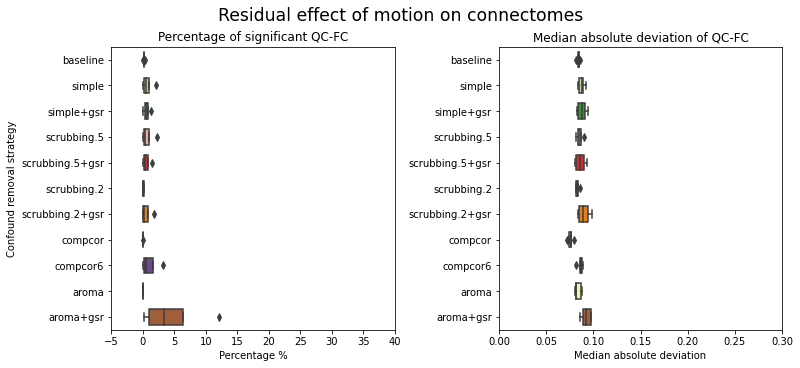 Residual effect of motion on connectomes
Percentage of significant QC-FC
Confound removal strategy
baseline
simple
simple+gsr
scrubbing.5
scrubbing.5+gsr
scrubbing.2
scrubbing.2+gsr
compcor
compcor6
aroma
aroma+gsr
-5 0 5 10 15 20 25 30 35 40
Percentage %
Median absolute deviation of QC-FC
baseline
simple
simple+gsr
scrubbing.5
scrubbing.5+gsr
scrubbing.2
scrubbing.2+gsr
compcor
compcor6
aroma
aroma+gsr
0.00 0.05 0.10 0.15 0.20 0.25 0.30
Median absolute deviation